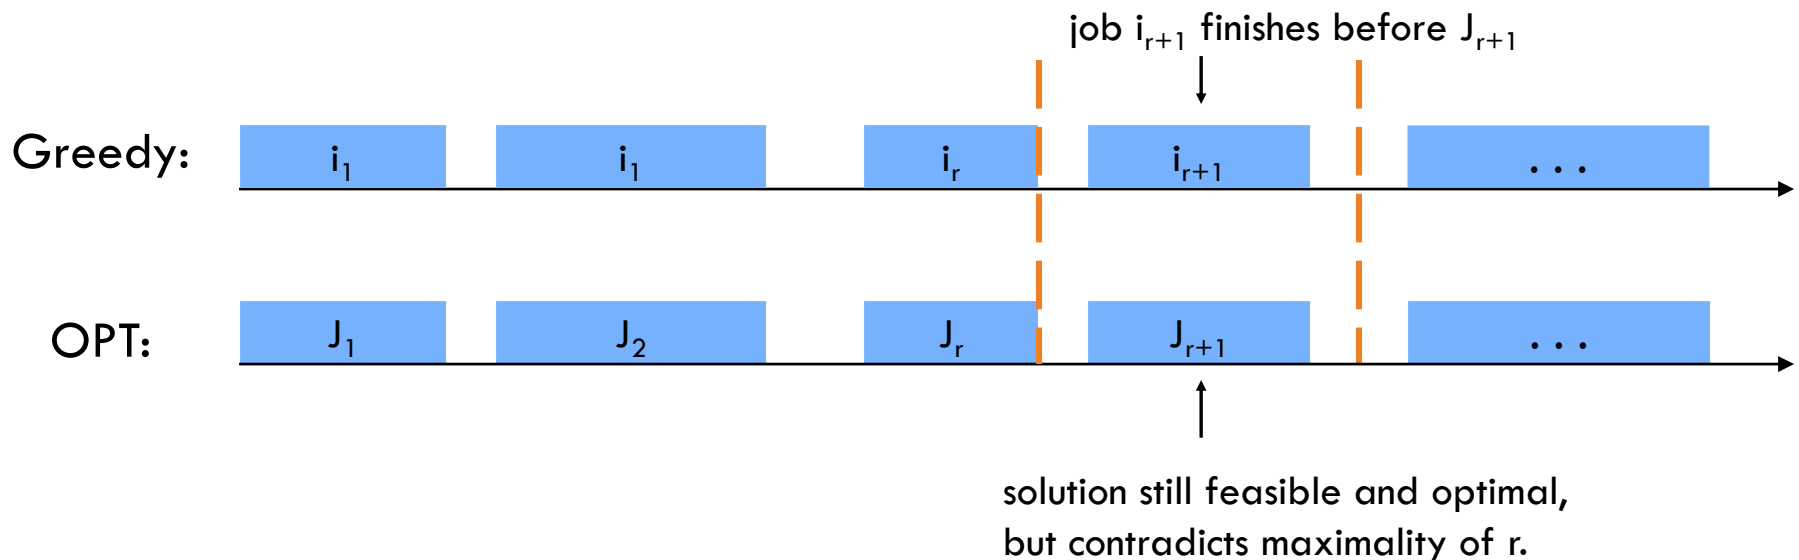 job i_{r+1} finishes before J_{r+1}
Greedy: i_1 i_1 i_r i_{r+1} . . .
OPT: J_1 J_2 J_r J_{r+1} . . .
solution still feasible and optimal,
but contradicts maximality of r.